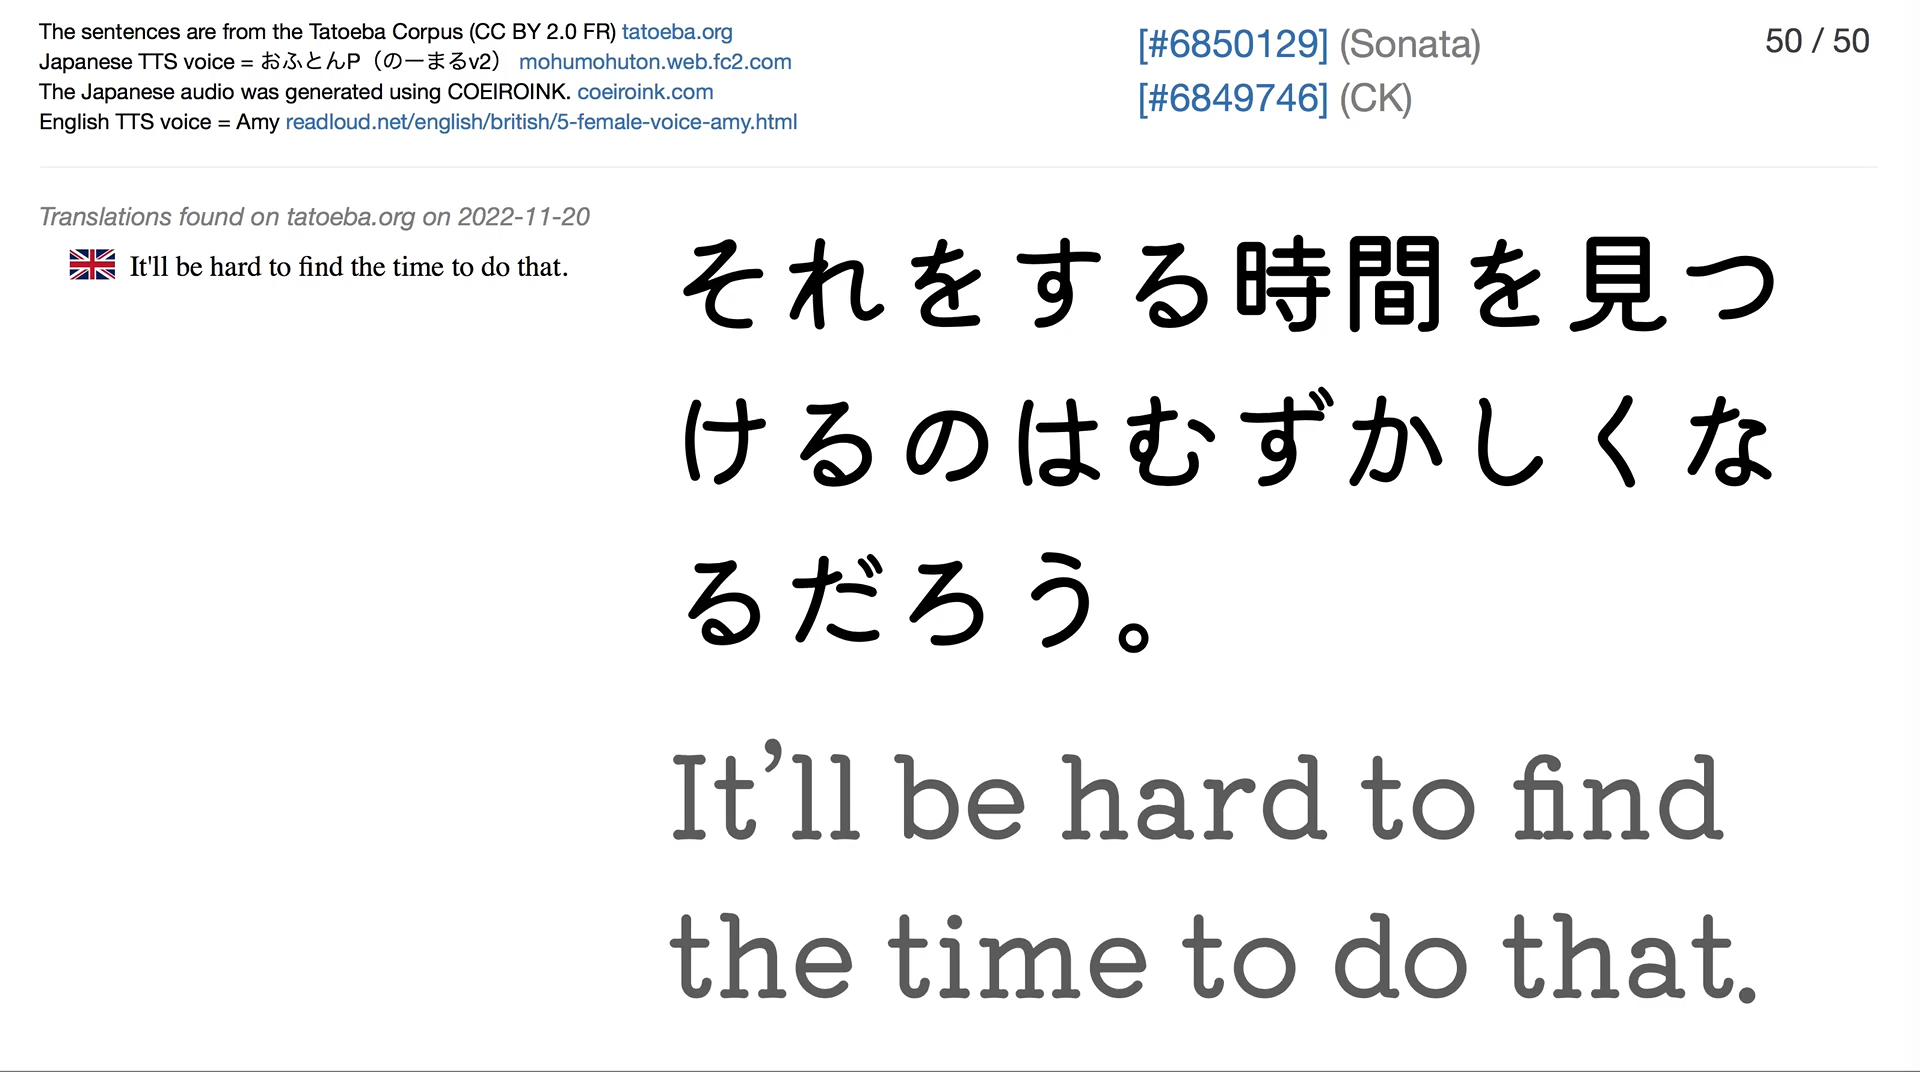 The sentences are from the Tatoeba Corpus (CC BY 2.0 FR) tatoeba.org
Japanese TTS voice = おふとんP（のーまるv2） mohumohuton.web.fc2.com
The Japanese audio was generated using COEIROINK. coeiroink.com
English TTS voice = Amy readloud.net/english/british/5-female-voice-amy.html
[#6850129] (Sonata)
[#6849746] (CK)
50 / 50
Translations found on tatoeba.org on 2022-11-20
It'll be hard to find the time to do that.
それをする時間を見つ
けるのはむずかしくな
るだろう。
It’ll be hard to find
the time to do that.